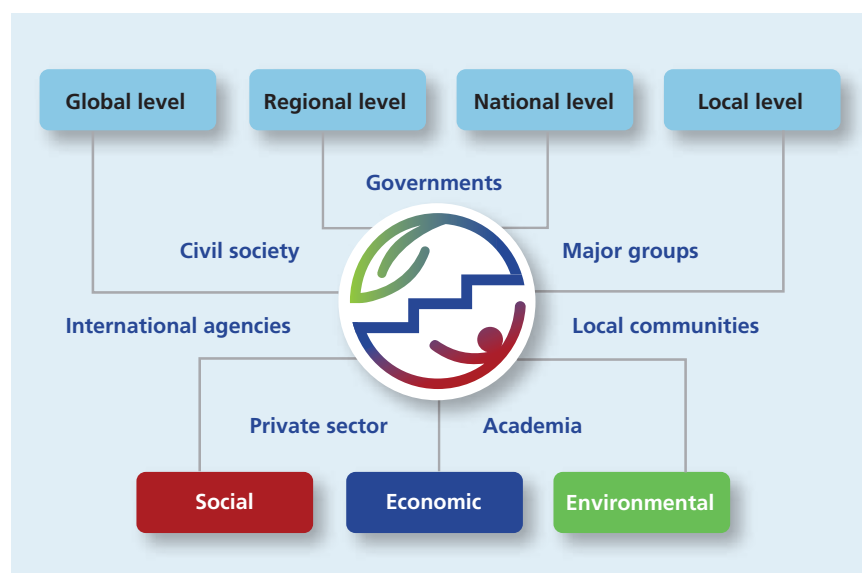 Global level
Regional level
National level
Local level
Governments
Civil society
Major groups
International agencies
Local communities
Private sector
Academia
Social
Economic
Environmental